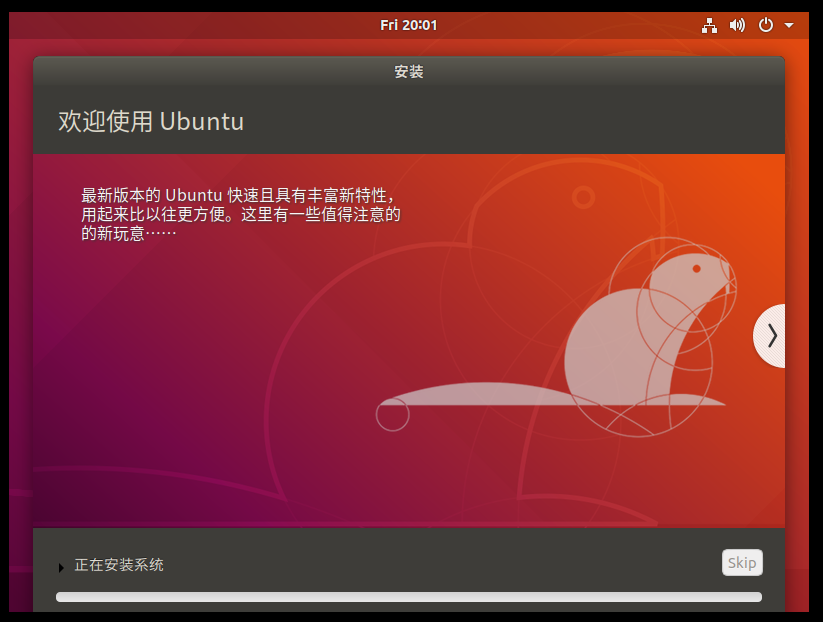 Fri 20:01
安装
欢迎使用 Ubuntu
最新版本的 Ubuntu 快速且具有丰富新特性，
用起来比以往更方便。这里有一些值得注意的
的新玩意……
正在安装系统
Skip